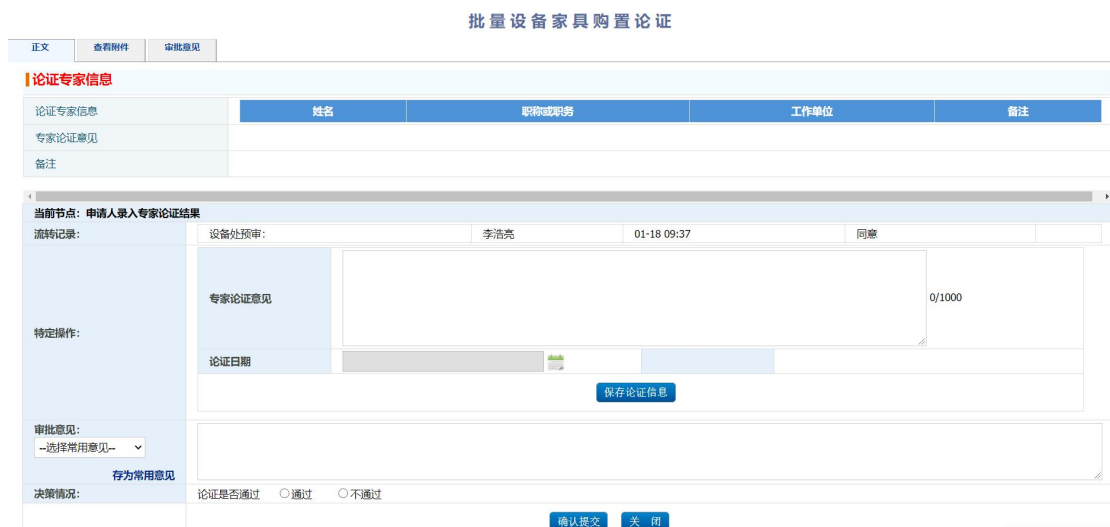 批量设备家具购置论证
正文 查看附件 审批意见
论证专家信息
论证专家信息 姓名 职称或职务 工作单位 备注
专家论证意见
备注
当前节点：申请人录入专家论证结果
流转记录： 设备处预审： 李浩亮 01-18 09:37 同意
专家论证意见 0/1000
特定操作：
论证日期
保存论证信息
审批意见：
--选择常用意见--
存为常用意见
决策情况： 论证是否通过 通过 不通过
确认提交 关 闭